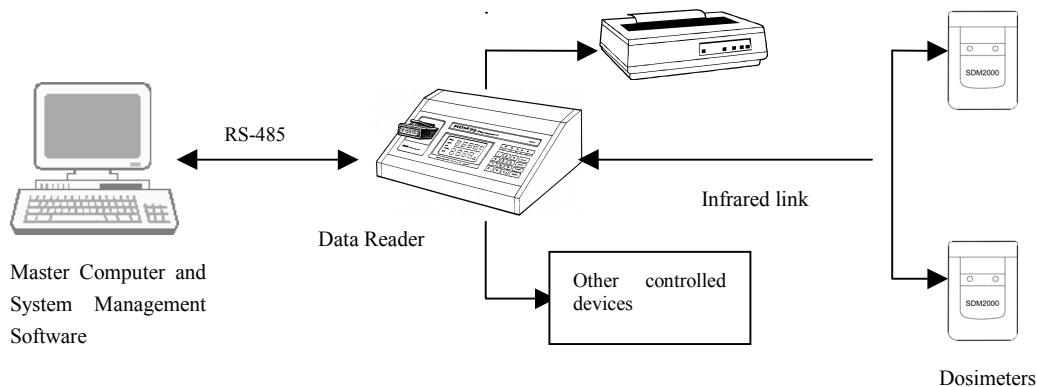 SDM2000
RS-485
Infrared link
Data Reader
Master Computer and
System Management
Software
Other controlled
devices
SDM2000
Dosimeters